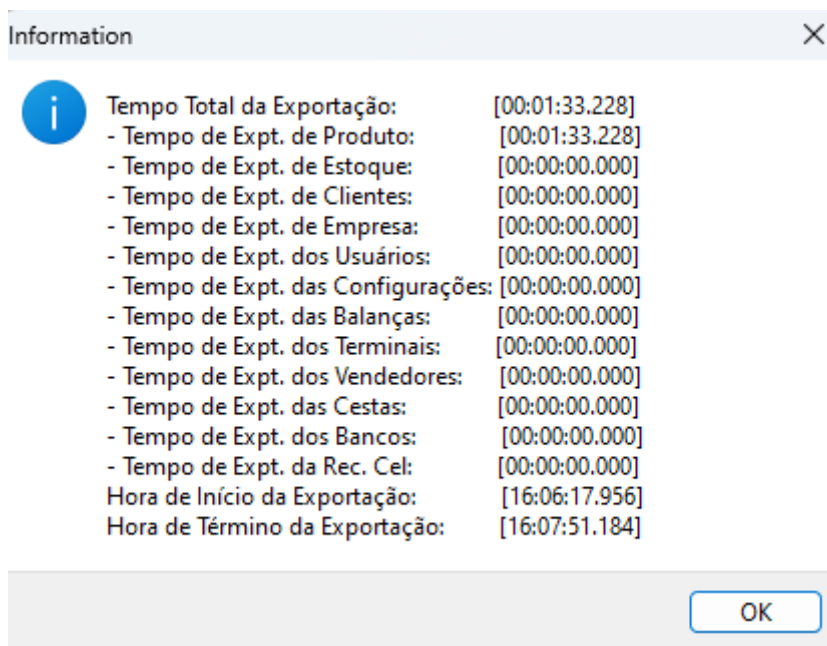 Information
Tempo Total da Exportação: [00:01:33.228]
- Tempo de Expt. de Produto: [00:01:33.228]
- Tempo de Expt. de Estoque: [00:00:00.000]
- Tempo de Expt. de Clientes: [00:00:00.000]
- Tempo de Expt. de Empresa: [00:00:00.000]
- Tempo de Expt. dos Usuários: [00:00:00.000]
- Tempo de Expt. das Configurações: [00:00:00.000]
- Tempo de Expt. das Balanças: [00:00:00.000]
- Tempo de Expt. dos Terminais: [00:00:00.000]
- Tempo de Expt. dos Vendedores: [00:00:00.000]
- Tempo de Expt. das Cestas: [00:00:00.000]
- Tempo de Expt. dos Bancos: [00:00:00.000]
- Tempo de Expt. da Rec. Cel: [00:00:00.000]
Hora de Início da Exportação: [16:06:17.956]
Hora de Término da Exportação: [16:07:51.184]
OK